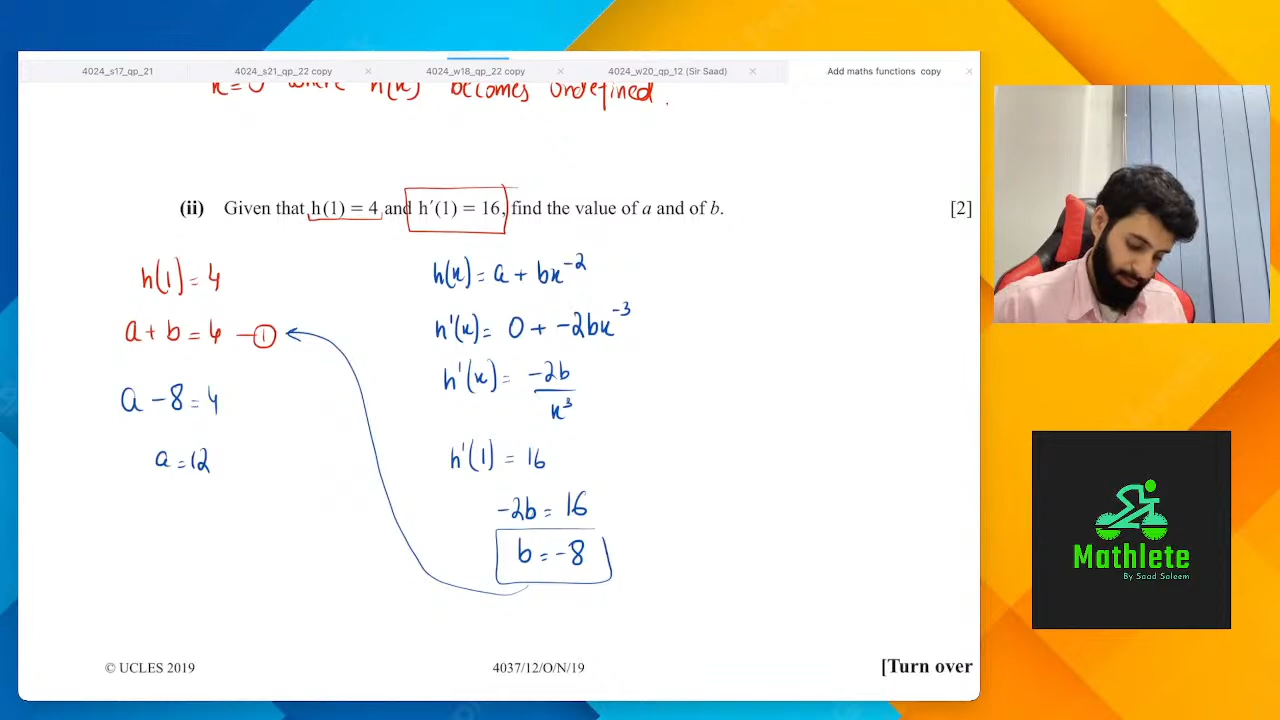 4024_s17_qp_21
4024_s21_qp_22 copy
4024_w18_qp_22 copy
4024_w20_qp_12 (Sir Saad)
Add maths functions copy
x=0 where h(x) becomes undefined.
(ii) Given that h(1) = 4 and h′(1) = 16, find the value of a and of b. [2]
h(1) = 4
a + b = 4 — ①
a - 8 = 4
a = 12
h(x) = a + bx⁻²
h'(x) = 0 + -2bx⁻³
h'(x) = -2b/x³
h'(1) = 16
-2b = 16
b = -8
© UCLES 2019
4037/12/O/N/19
[Turn over
Mathlete
By Saad Saleem